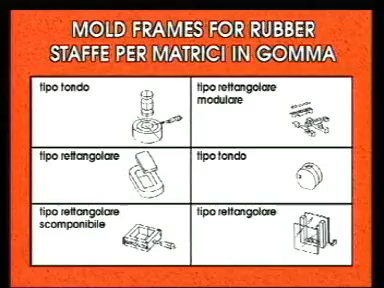 MOLD FRAMES FOR RUBBER
STAFFE PER MATRICI IN GOMMA
tipo tondo
tipo rettangolare
modulare
tipo rettangolare
tipo tondo
tipo rettangolare
scomponibile
tipo rettangolare